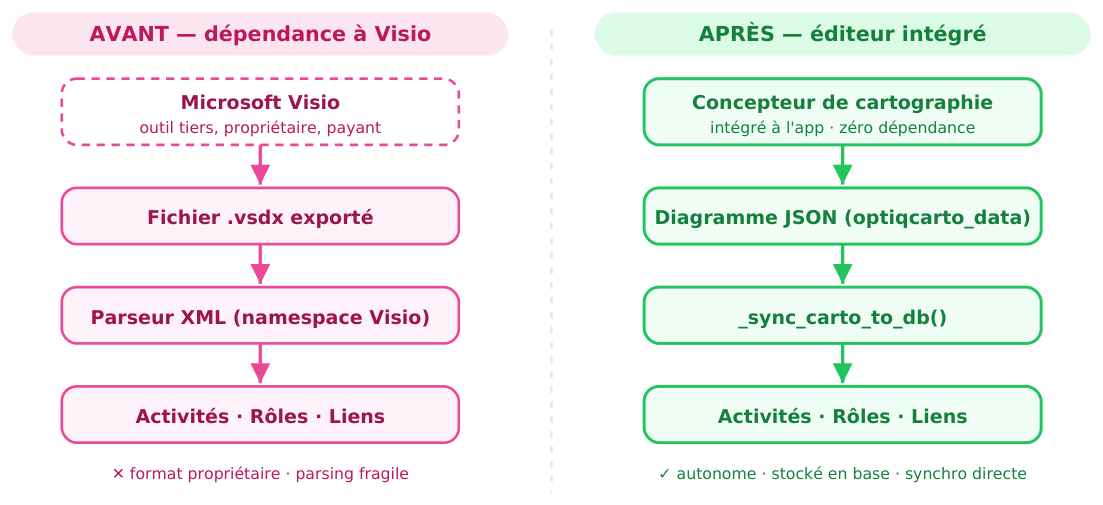 AVANT — dépendance à Visio
Microsoft Visio
outil tiers, propriétaire, payant
Fichier .vsdx exporté
Parseur XML (namespace Visio)
Activités · Rôles · Liens
✕ format propriétaire · parsing fragile
APRÈS — éditeur intégré
Concepteur de cartographie
intégré à l'app · zéro dépendance
Diagramme JSON (optiqcarto_data)
_sync_carto_to_db()
Activités · Rôles · Liens
✓ autonome · stocké en base · synchro directe